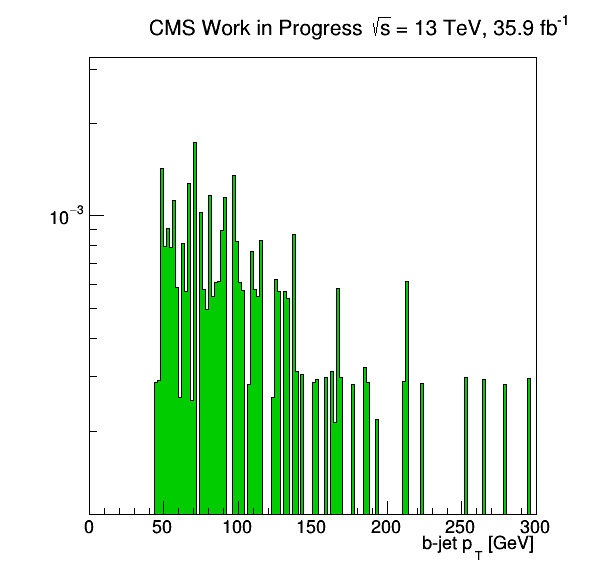 CMS Work in Progress √s = 13 TeV, 35.9 fb⁻¹
10⁻³
0 50 100 150 200 250 300
b-jet p_T [GeV]